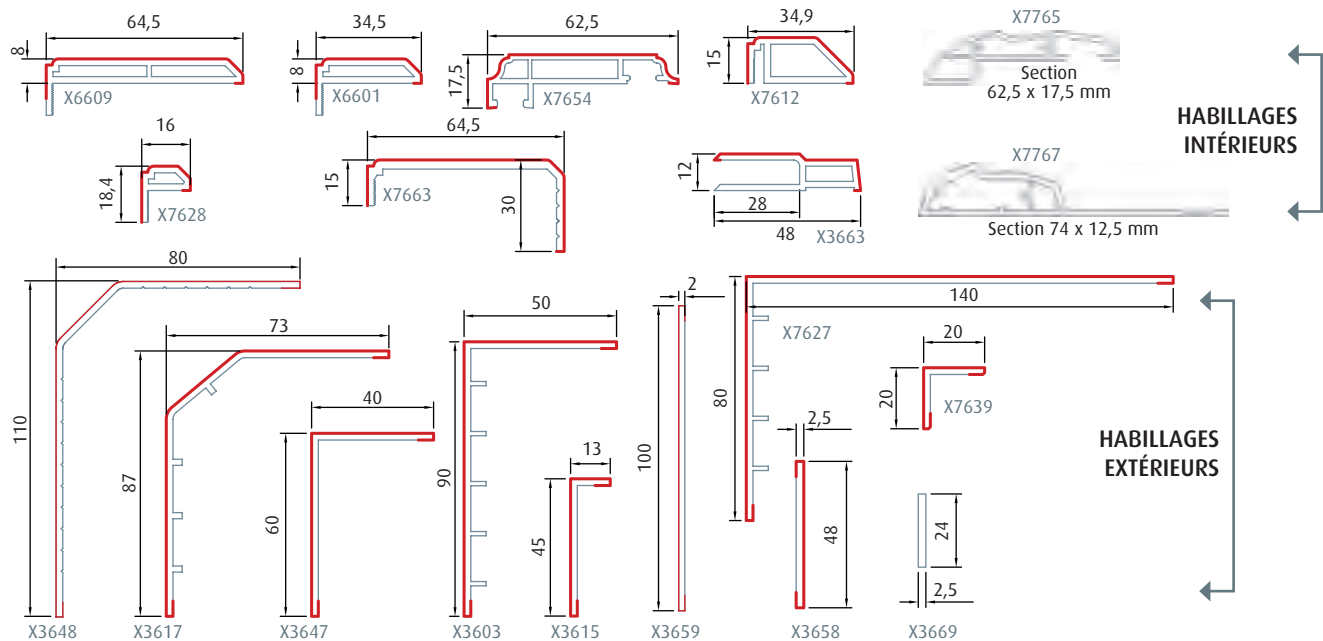 64,5
34,5
62,5
34,9
X7765
8
8
17,5
15
Section
62,5 x 17,5 mm
X6609
X6601
X7654
X7612
HABILLAGES
INTÉRIEURS
16
64,5
X7767
18,4
15
X7663
30
12
28
48
X3663
X7628
Section 74 x 12,5 mm
80
2
140
50
X7627
73
20
110
40
80
20
X7639
87
90
13
100
2,5
HABILLAGES
EXTÉRIEURS
60
45
48
24
2,5
X3648
X3617
X3647
X3603
X3615
X3659
X3658
X3669